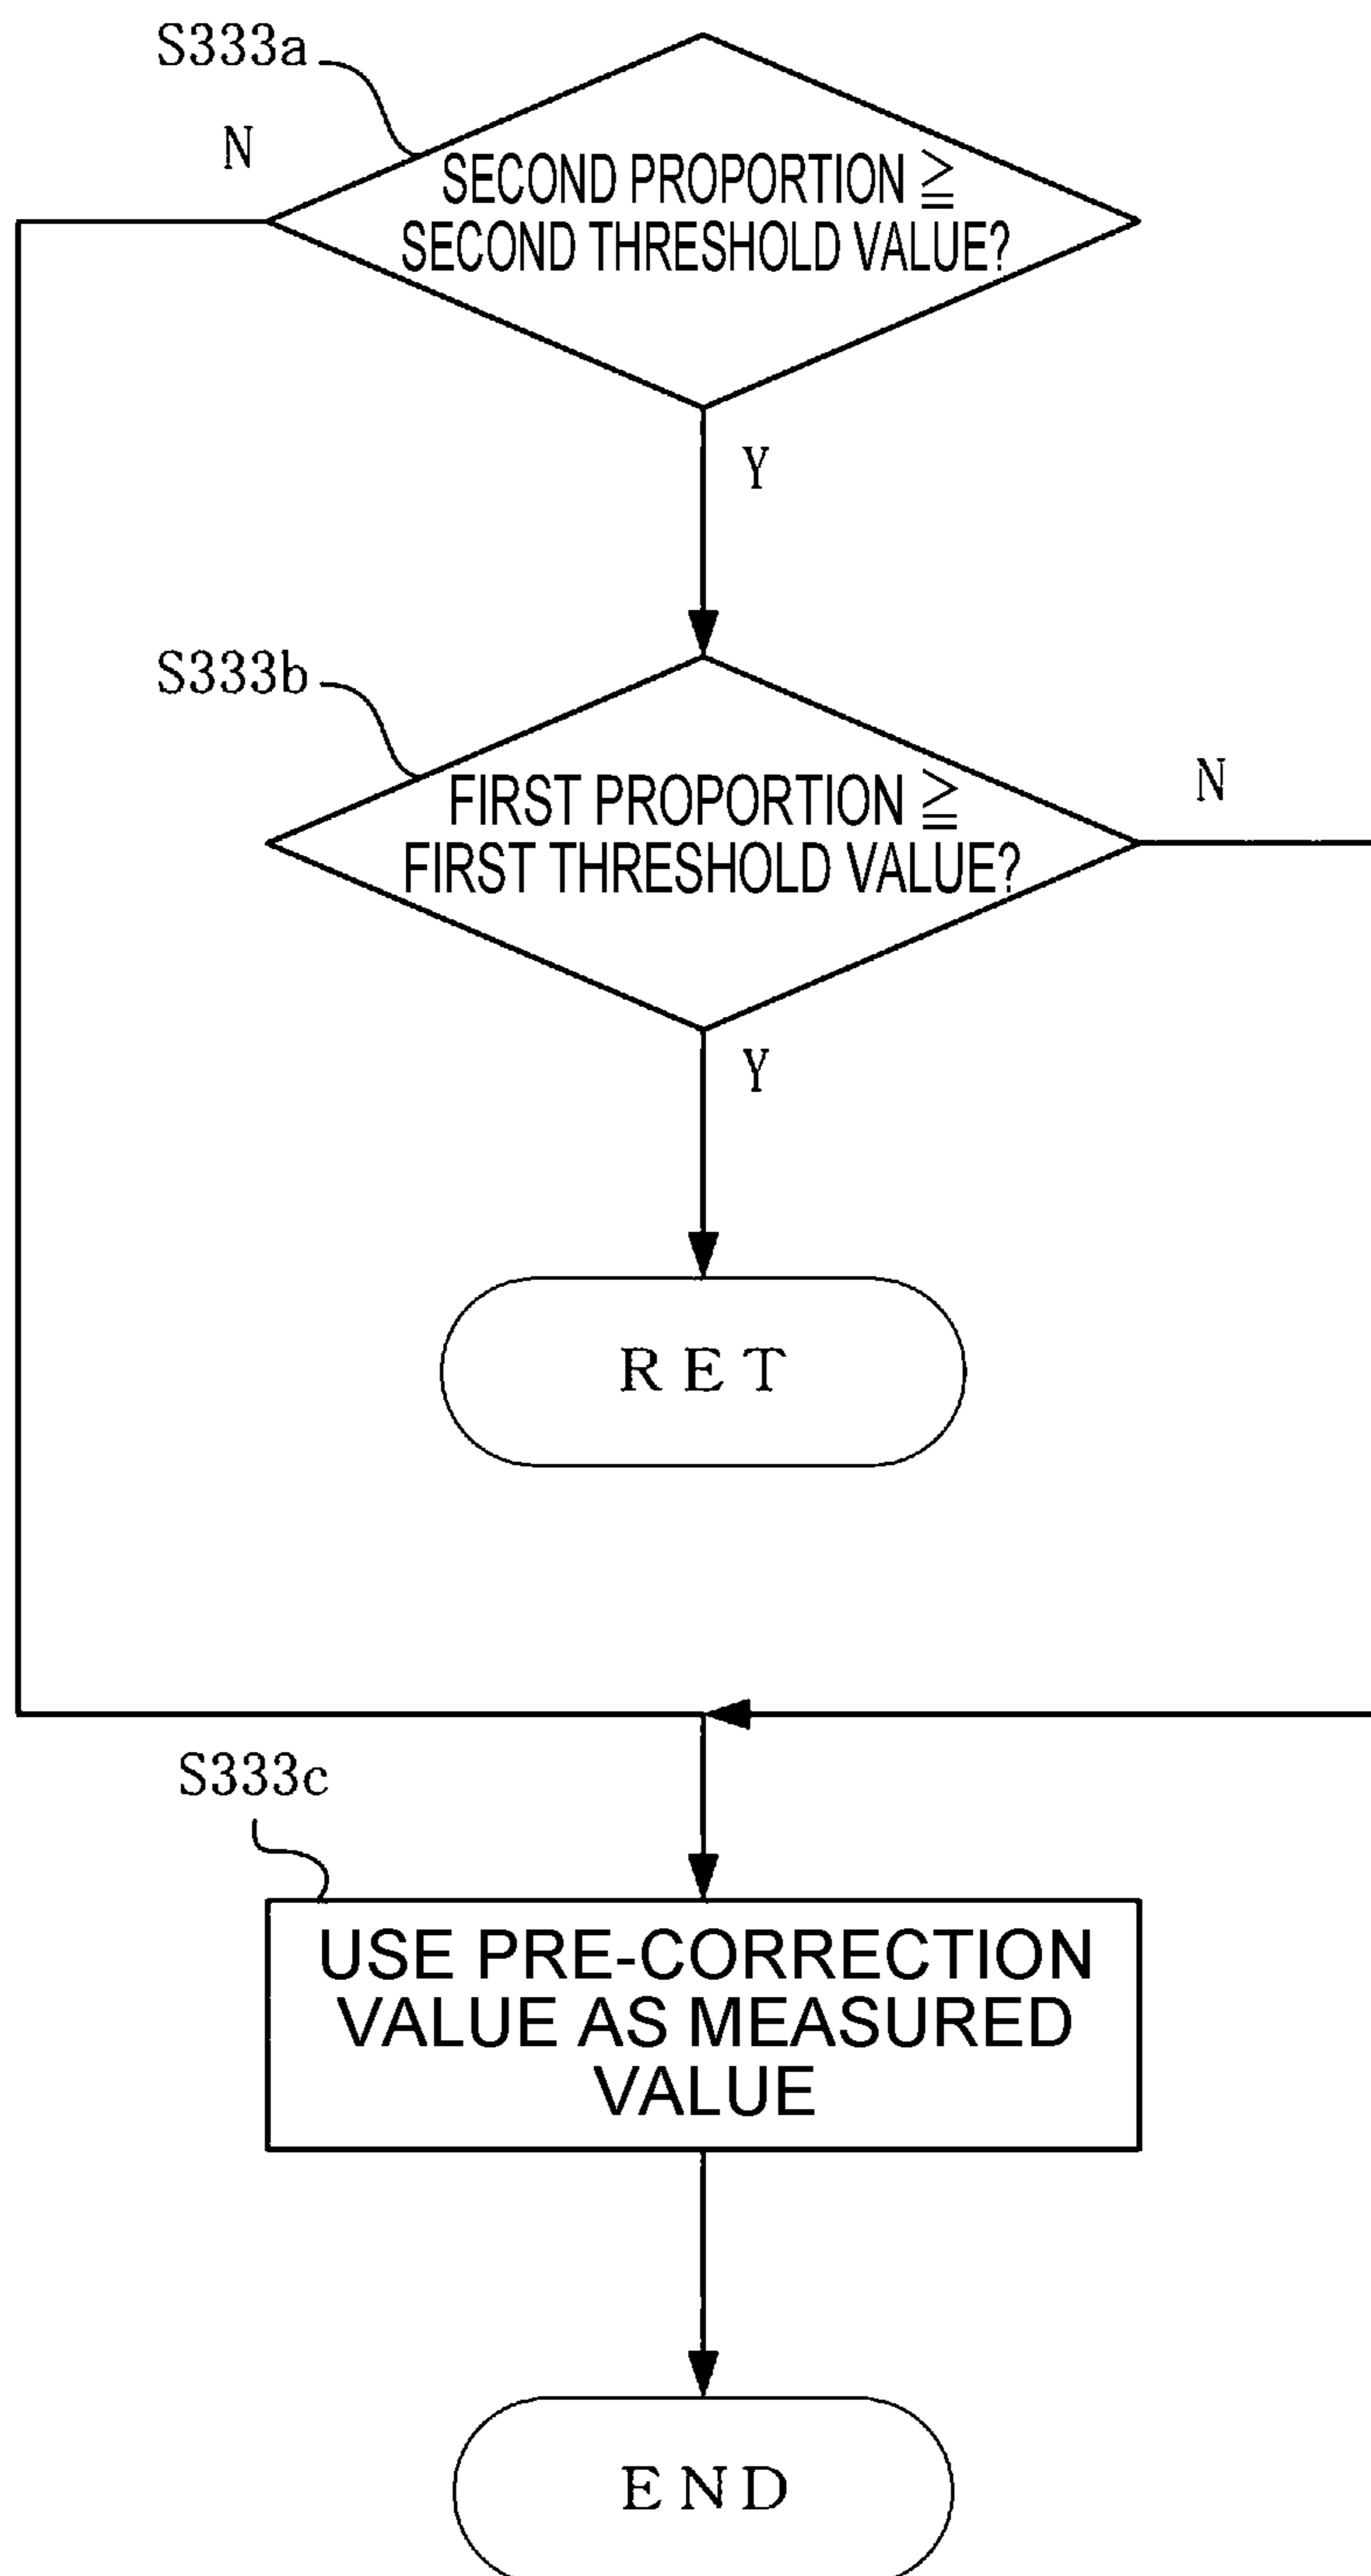 S333a
N
SECOND PROPORTION ≧
SECOND THRESHOLD VALUE?
Y
S333b
FIRST PROPORTION ≧
FIRST THRESHOLD VALUE?
N
Y
RET
S333c
USE PRE-CORRECTION
VALUE AS MEASURED
VALUE
END